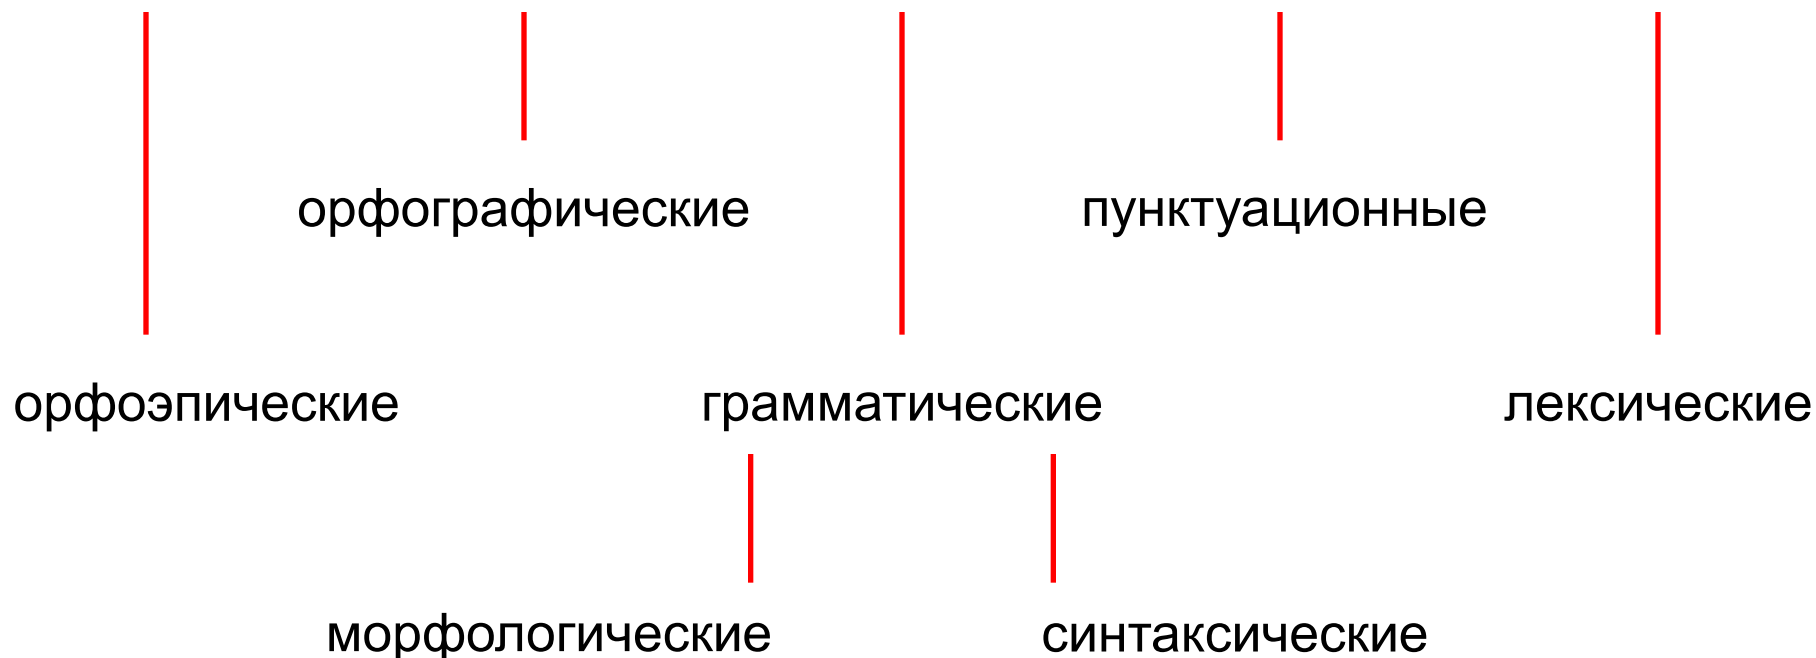 орфографические пунктуационные
орфоэпические грамматические лексические
морфологические синтаксические